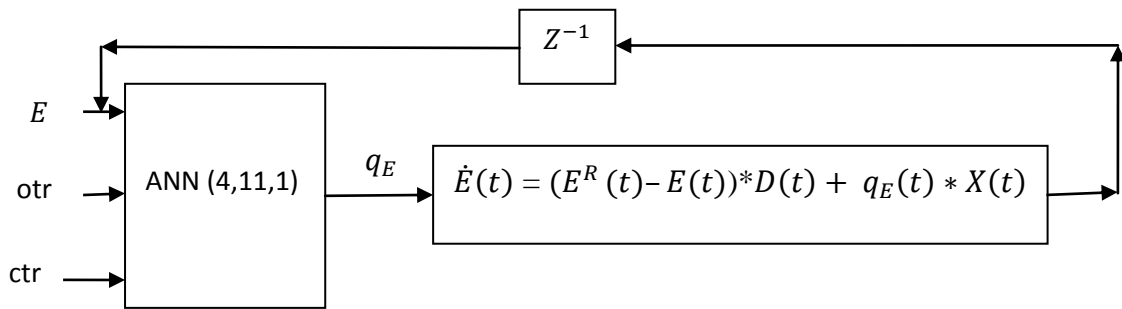 Z⁻¹
E
otr
ctr
ANN (4,11,1)
q_E
Ė(t) = (E^R (t)– E(t))*D(t) + q_E(t) ∗ X(t)